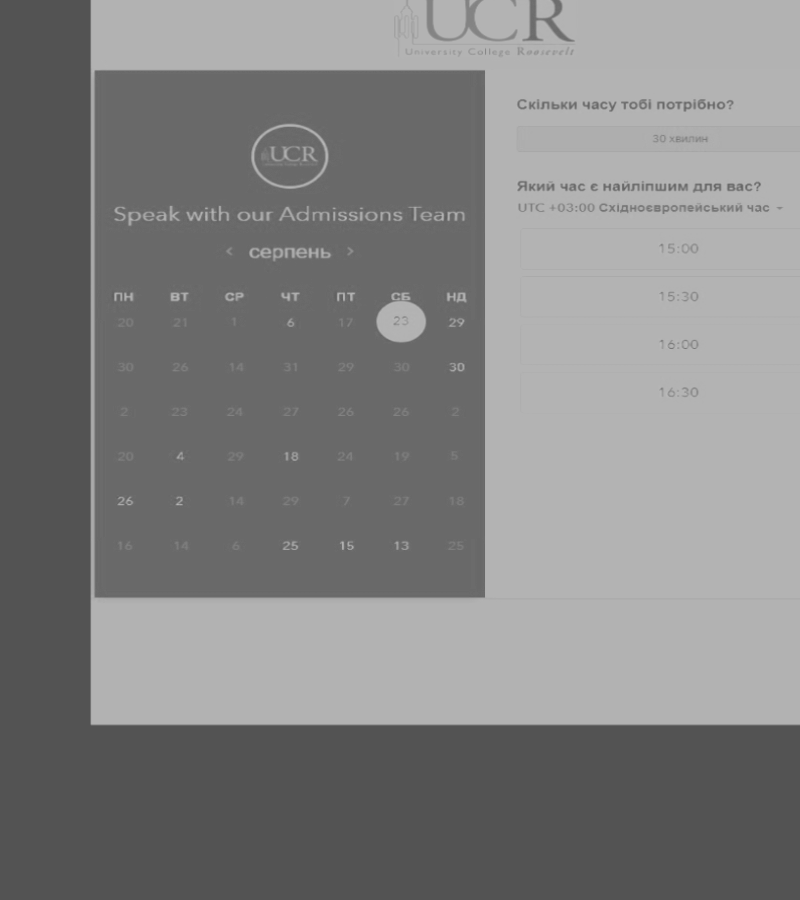 UCR
University College Roosevelt
UCR
Speak with our Admissions Team
< серпень >
ПН ВТ СР ЧТ ПТ СБ НД
20 21 1 6 17 23 29
30 26 14 31 29 30 30
2 23 24 27 26 26 2
20 4 29 18 24 19 5
26 2 14 29 7 27 18
16 14 6 25 15 13 25
Скільки часу тобі потрібно?
30 хвилин
Який час є найліпшим для вас?
UTC +03:00 Східноєвропейський час
15:00
15:30
16:00
16:30